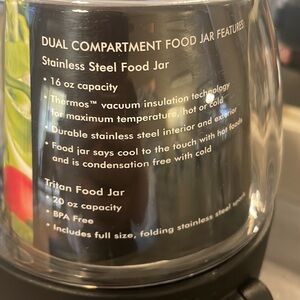 DUAL COMPARTMENT FOOD JAR FEATURES
Stainless Steel Food Jar
• 16 oz capacity
• Thermos™ vacuum insulation technology
for maximum temperature, hot or cold
• Durable stainless steel interior and exterior
• Food jar says cool to the touch with hot foods
and is condensation free with cold
Tritan Food Jar
• 20 oz capacity
• BPA Free
• Includes full size, folding stainless steel spoon